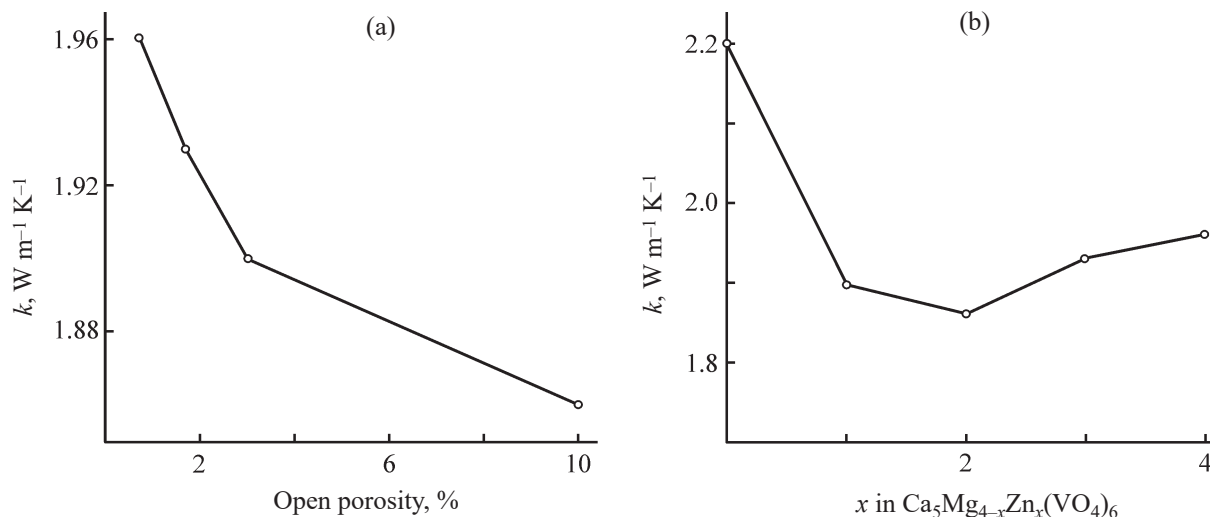 (a)
1.96
1.92
1.88
k, W m⁻¹ K⁻¹
2
6
10
Open porosity, %
(b)
2.2
2.0
1.8
k, W m⁻¹ K⁻¹
2
4
x in Ca₅Mg₄₋ₓZnₓ(VO₄)₆